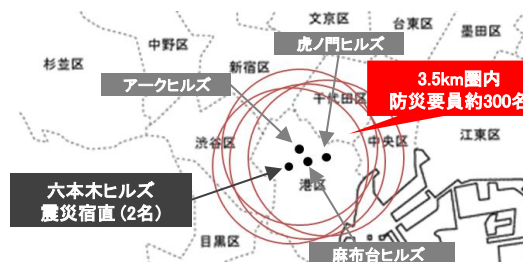 文京区
台東区
墨田区
中野区
虎ノ門ヒルズ
杉並区
新宿区
アークヒルズ
3.5km圏内
防災要員約300名
千代田区
渋谷区
中央区
江東区
六本木ヒルズ
震災宿直(2名)
港区
目黒区
麻布台ヒルズ